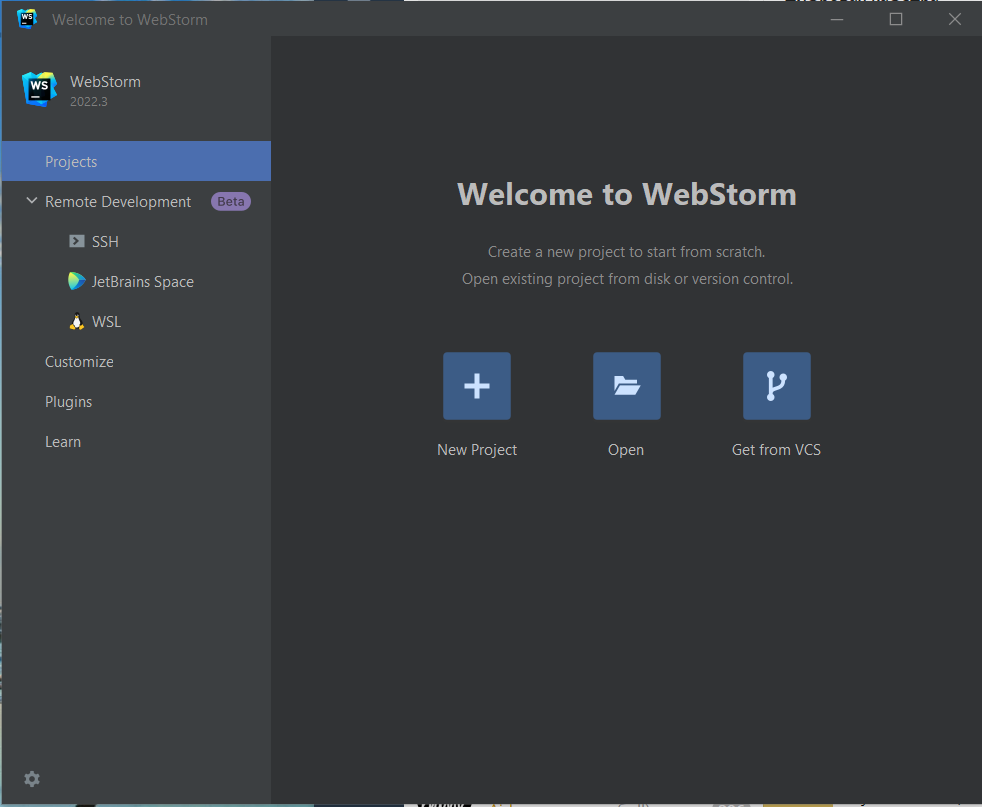 WS Welcome to WebStorm
WS WebStorm
2022.3
Projects
Remote Development Beta
SSH
JetBrains Space
WSL
Customize
Plugins
Learn
Welcome to WebStorm
Create a new project to start from scratch.
Open existing project from disk or version control.
New Project Open Get from VCS